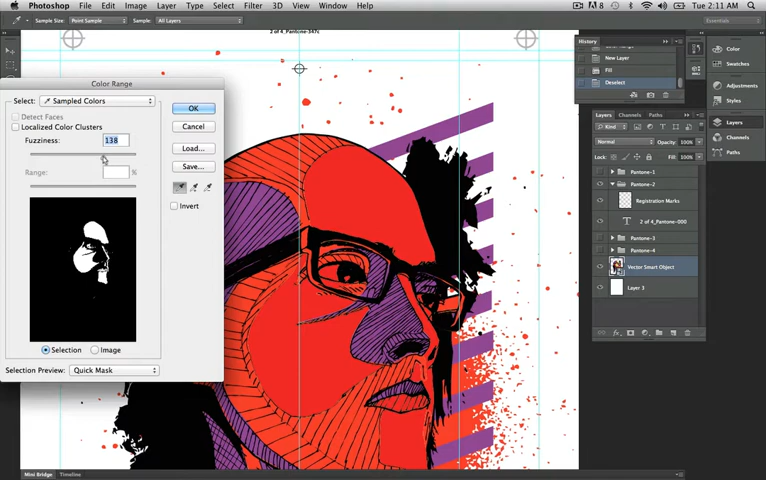 Photoshop File Edit Image Layer Type Select Filter 3D View Window Help
8 Tue 2:11 AM
Sample Size: Point Sample Sample: All Layers Essentials
2 of 4_Pantone-347c
Color Range
Select: Sampled Colors
Detect Faces
Localized Color Clusters
Fuzziness: 138
Range: %
OK
Cancel
Load...
Save...
Invert
Selection Image
Selection Preview: Quick Mask
History
New Layer
Fill
Deselect
Layers Channels Paths
Kind
Normal Opacity: 100%
Lock: Fill: 100%
Pantone-1
Pantone-2
Registration Marks
T 2 of 4_Pantone-000
Pantone-3
Pantone-4
Vector Smart Object
Layer 3
Color
Swatches
Adjustments
Styles
Layers
Channels
Paths
Mini Bridge Timeline